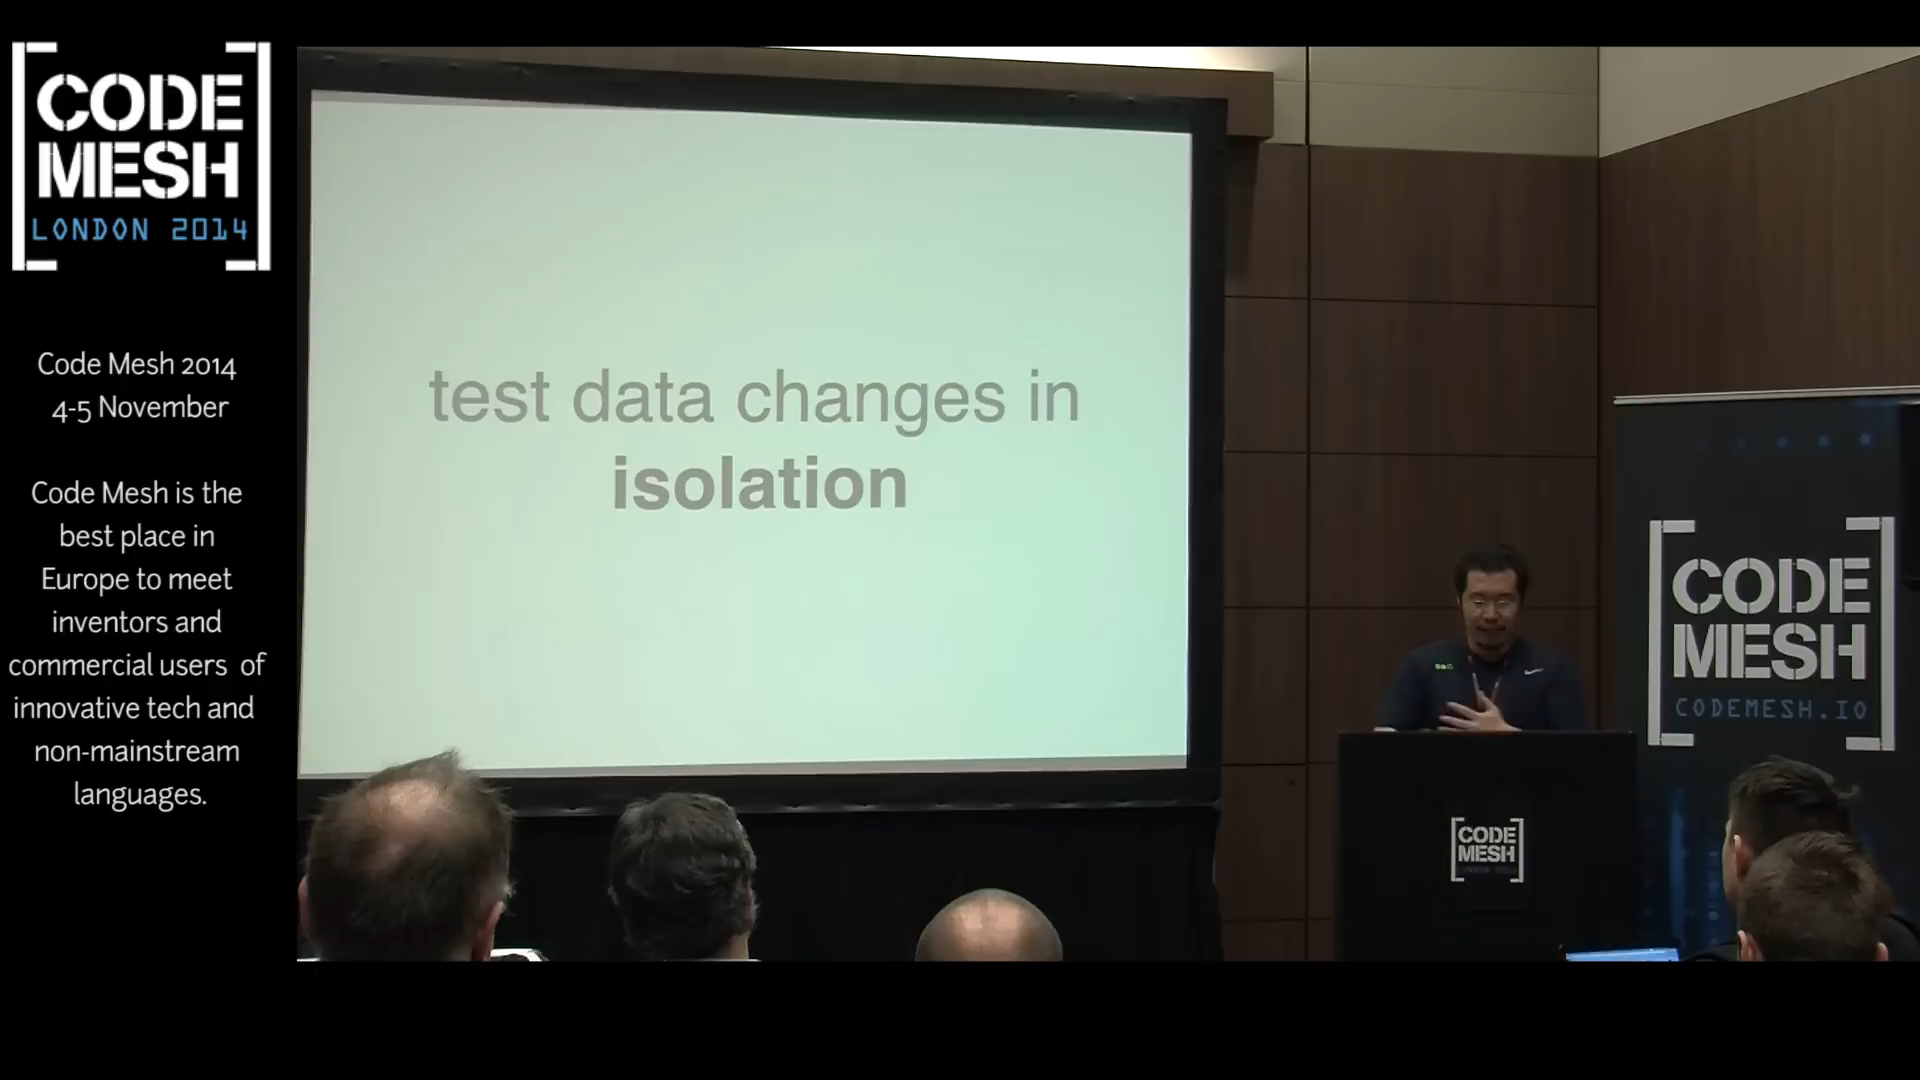 CODE
MESH
LONDON 2014
Code Mesh 2014
4-5 November
Code Mesh is the
best place in
Europe to meet
inventors and
commercial users of
innovative tech and
non-mainstream
languages.
test data changes in
isolation
CODE
MESH
CODEMESH.IO
CODE
MESH
LONDON 2014